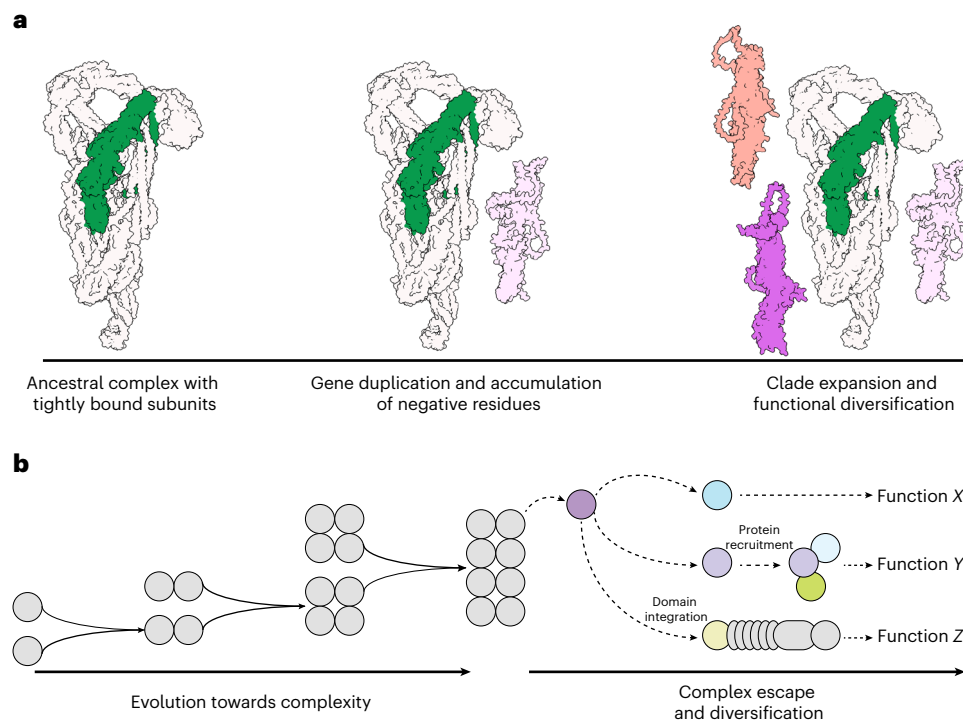 a
Ancestral complex with
tightly bound subunits
Gene duplication and accumulation
of negative residues
Clade expansion and
functional diversification
b
Function X
Protein
recruitment
Function Y
Domain
integration
Function Z
Evolution towards complexity
Complex escape
and diversification